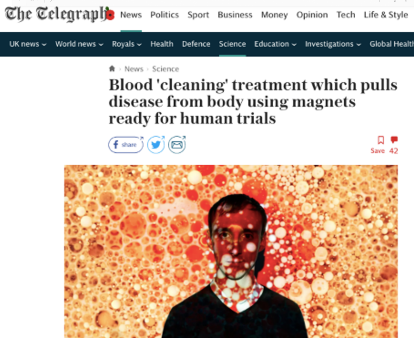 The Telegraph News Politics Sport Business Money Opinion Tech Life & Style
UK news World news Royals Health Defence Science Education Investigations Global Healt
News Science
Blood 'cleaning' treatment which pulls
disease from body using magnets
ready for human trials
share
Save 42